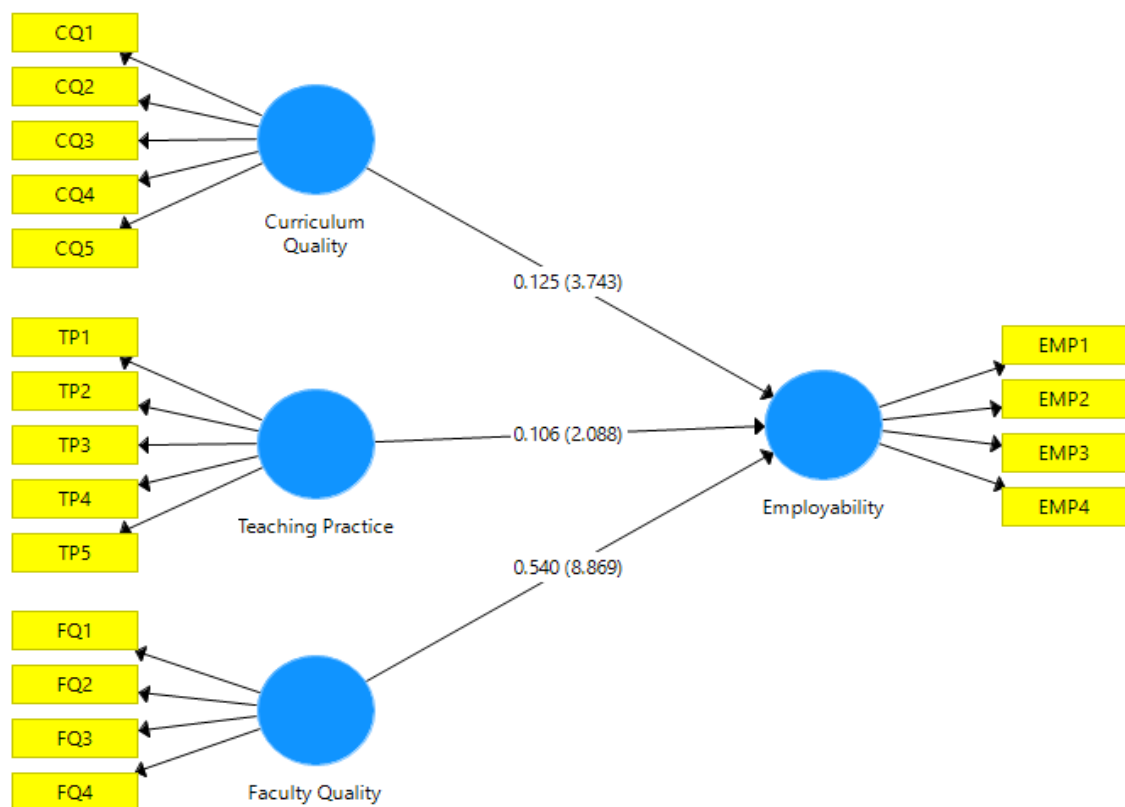 CQ1
CQ2
CQ3
CQ4
CQ5
Curriculum
Quality
0.125 (3.743)
TP1
TP2
TP3
TP4
TP5
Teaching Practice
0.106 (2.088)
EMP1
EMP2
EMP3
EMP4
Employability
0.540 (8.869)
FQ1
FQ2
FQ3
FQ4
Faculty Quality